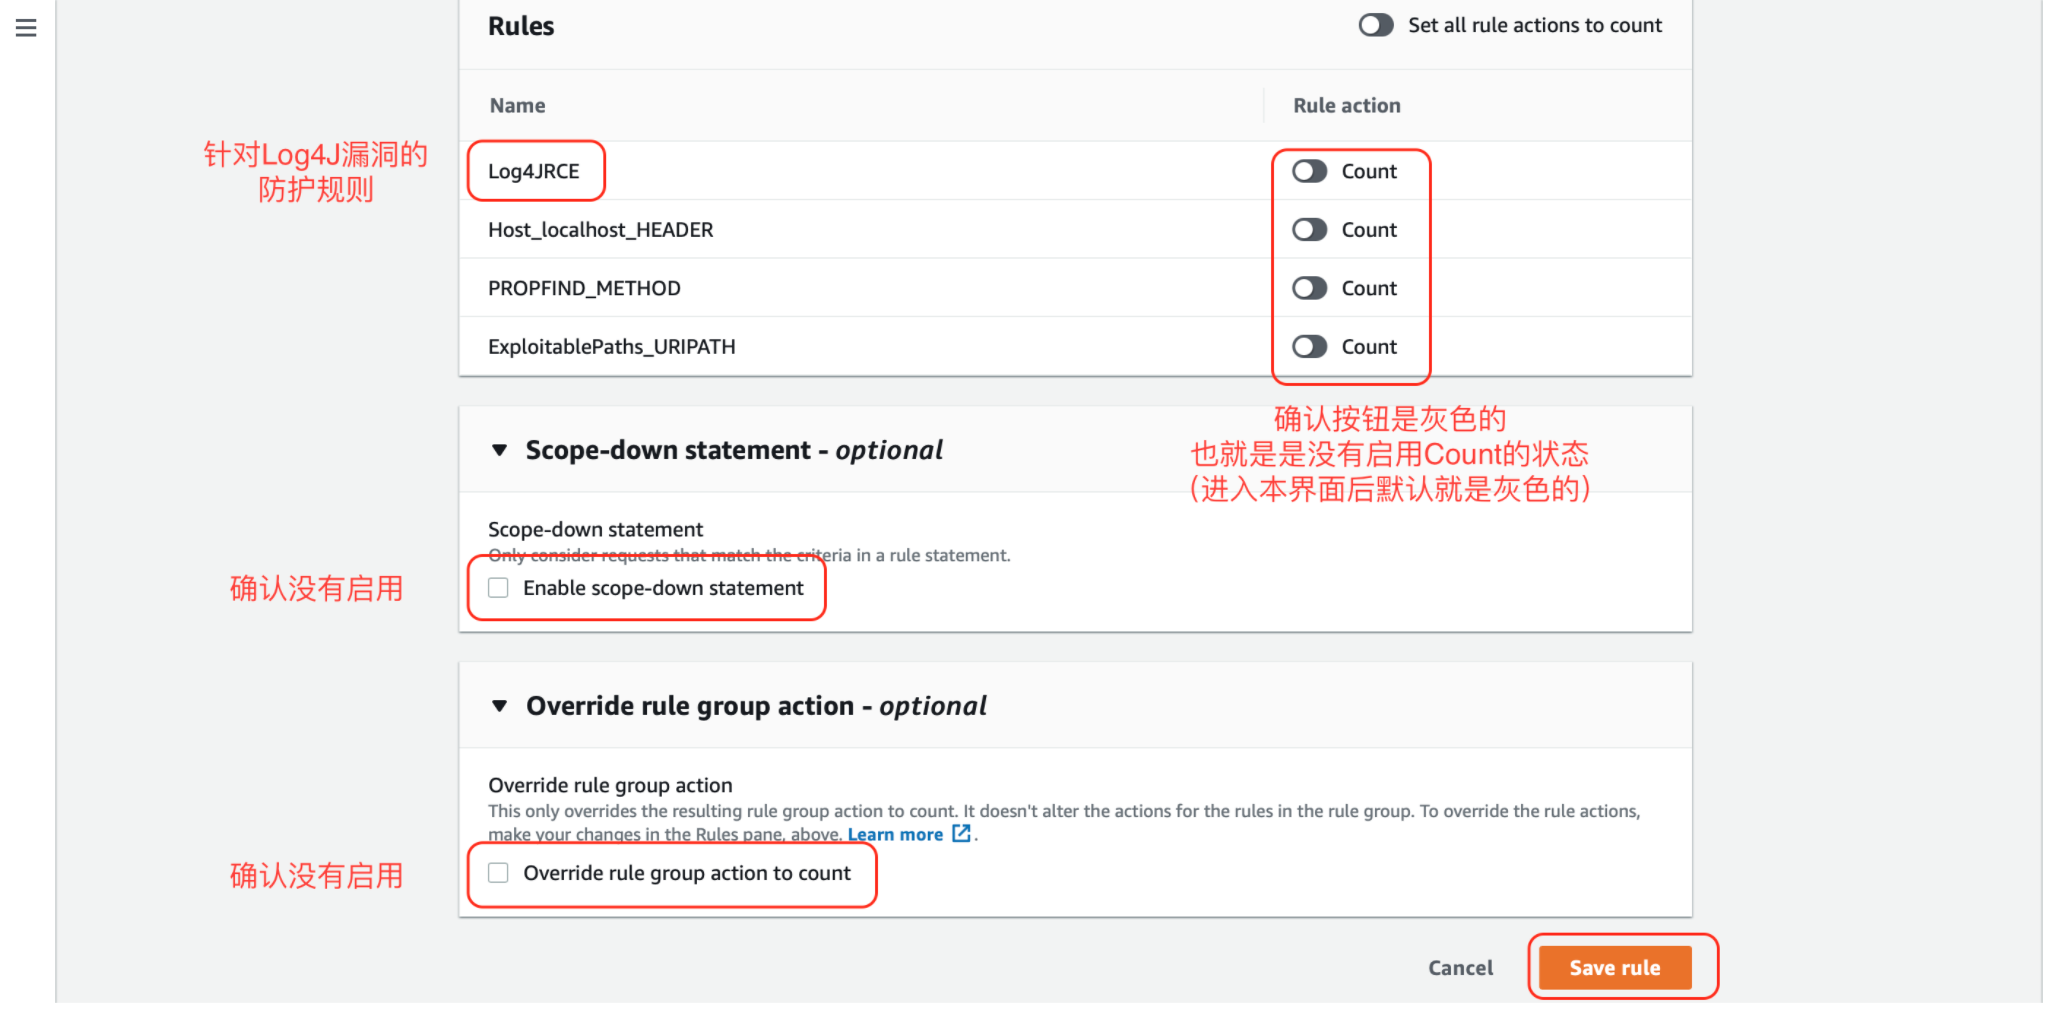 Rules
Set all rule actions to count
Name
Rule action
针对Log4J漏洞的
防护规则
Log4JRCE
Count
Host_localhost_HEADER
Count
PROPFIND_METHOD
Count
ExploitablePaths_URIPATH
Count
确认按钮是灰色的
也就是是没有启用Count的状态
（进入本界面后默认就是灰色的）
Scope-down statement - optional
Scope-down statement
Only consider requests that match the criteria in a rule statement.
确认没有启用
Enable scope-down statement
Override rule group action - optional
Override rule group action
This only overrides the resulting rule group action to count. It doesn't alter the actions for the rules in the rule group. To override the rule actions,
make your changes in the Rules pane, above. Learn more .
确认没有启用
Override rule group action to count
Cancel
Save rule